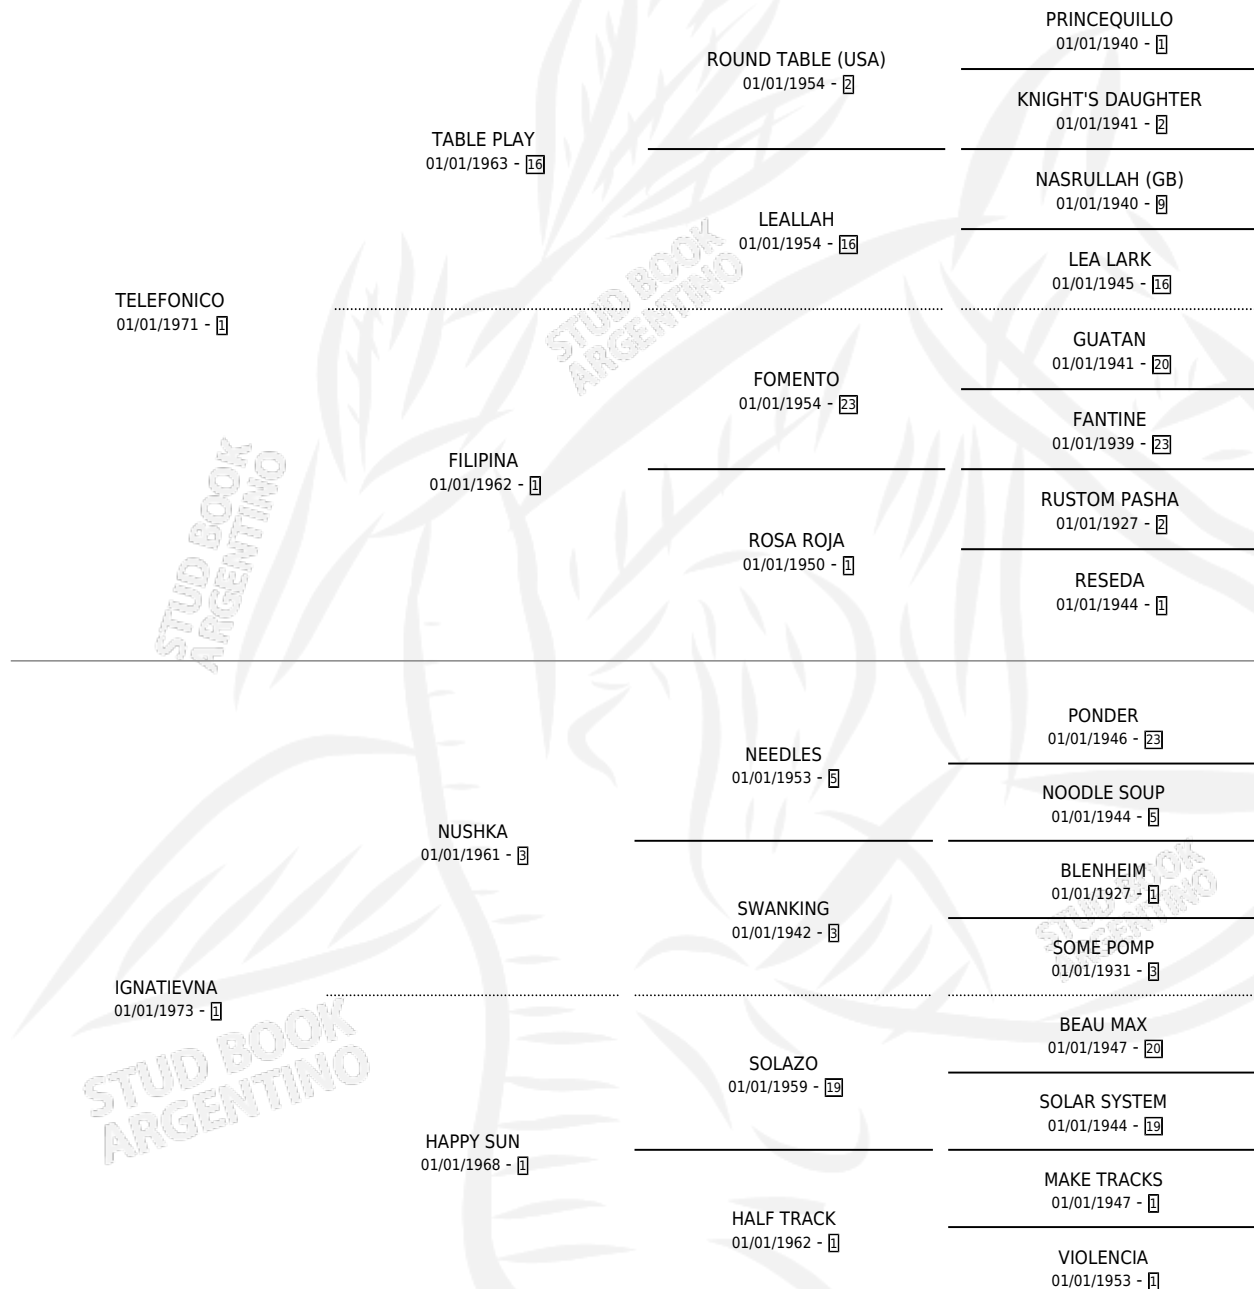 PRINCEQUILLO
01/01/1940 - 1
ROUND TABLE (USA)
01/01/1954 - 2
KNIGHT'S DAUGHTER
01/01/1941 - 2
TABLE PLAY
01/01/1963 - 16
NASRULLAH (GB)
01/01/1940 - 9
LEALLAH
01/01/1954 - 16
LEA LARK
01/01/1945 - 16
TELEFONICO
01/01/1971 - 1
GUATAN
01/01/1941 - 20
FOMENTO
01/01/1954 - 23
FANTINE
01/01/1939 - 23
FILIPINA
01/01/1962 - 1
RUSTOM PASHA
01/01/1927 - 2
ROSA ROJA
01/01/1950 - 1
RESEDA
01/01/1944 - 1
STUD BOOK
ARGENTINO
STUD BOOK
ARGENTINO
PONDER
01/01/1946 - 23
NEEDLES
01/01/1953 - 5
NOODLE SOUP
01/01/1944 - 5
NUSHKA
01/01/1961 - 3
BLENHEIM
01/01/1927 - 1
SWANKING
01/01/1942 - 3
SOME POMP
01/01/1931 - 3
IGNATIEVNA
01/01/1973 - 1
BEAU MAX
01/01/1947 - 20
SOLAZO
01/01/1959 - 19
SOLAR SYSTEM
01/01/1944 - 19
HAPPY SUN
01/01/1968 - 1
MAKE TRACKS
01/01/1947 - 1
HALF TRACK
01/01/1962 - 1
VIOLENCIA
01/01/1953 - 1
STUD BOOK
ARGENTINO
STUD BOOK
ARGENTINO